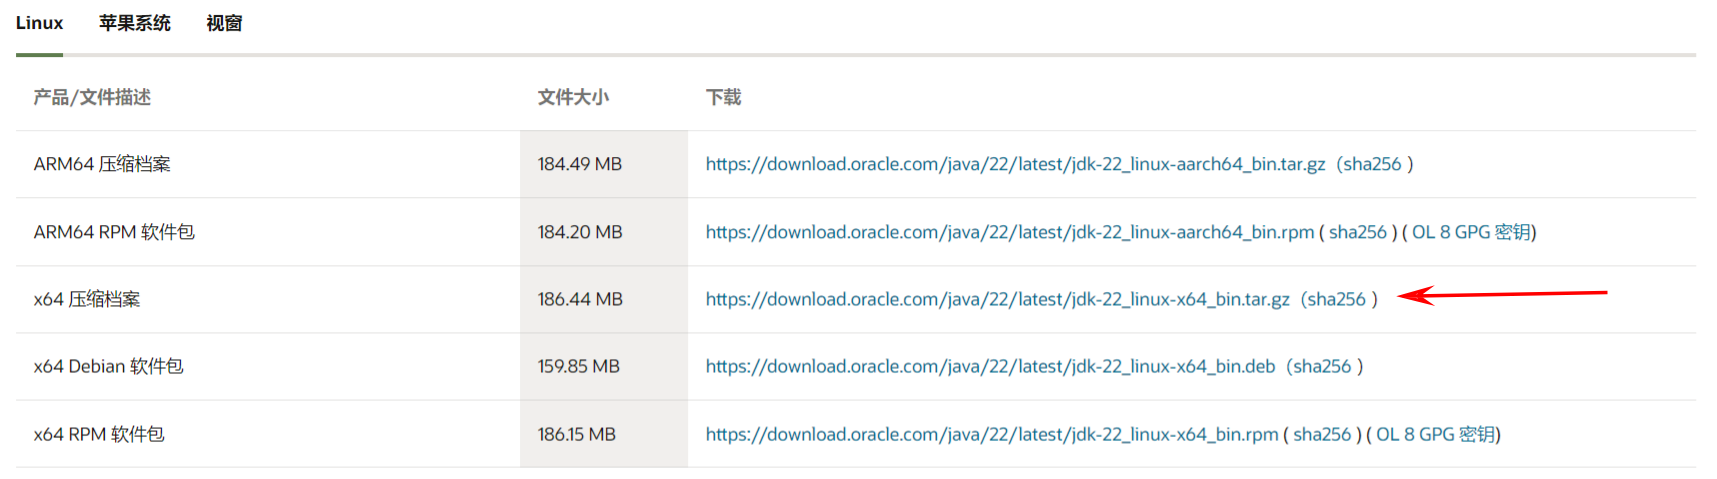 Linux 苹果系统 视窗
产品/文件描述 文件大小 下载
ARM64 压缩档案 184.49 MB https://download.oracle.com/java/22/latest/jdk-22_linux-aarch64_bin.tar.gz（sha256 ）
ARM64 RPM 软件包 184.20 MB https://download.oracle.com/java/22/latest/jdk-22_linux-aarch64_bin.rpm ( sha256 ) ( OL 8 GPG 密钥)
x64 压缩档案 186.44 MB https://download.oracle.com/java/22/latest/jdk-22_linux-x64_bin.tar.gz（sha256 ）
x64 Debian 软件包 159.85 MB https://download.oracle.com/java/22/latest/jdk-22_linux-x64_bin.deb（sha256 ）
x64 RPM 软件包 186.15 MB https://download.oracle.com/java/22/latest/jdk-22_linux-x64_bin.rpm ( sha256 ) ( OL 8 GPG 密钥)